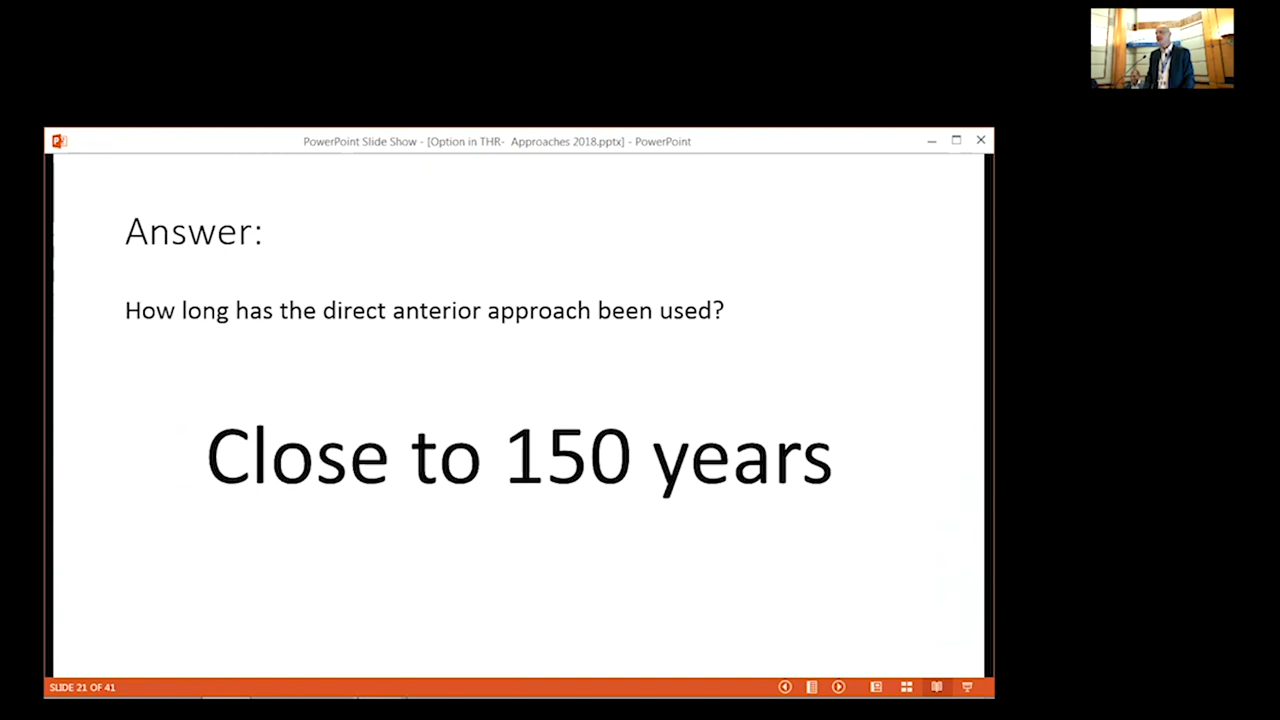 PowerPoint Slide Show - [Option in THR- Approaches 2018.pptx] - PowerPoint
Answer:
How long has the direct anterior approach been used?
Close to 150 years
SLIDE 21 OF 41